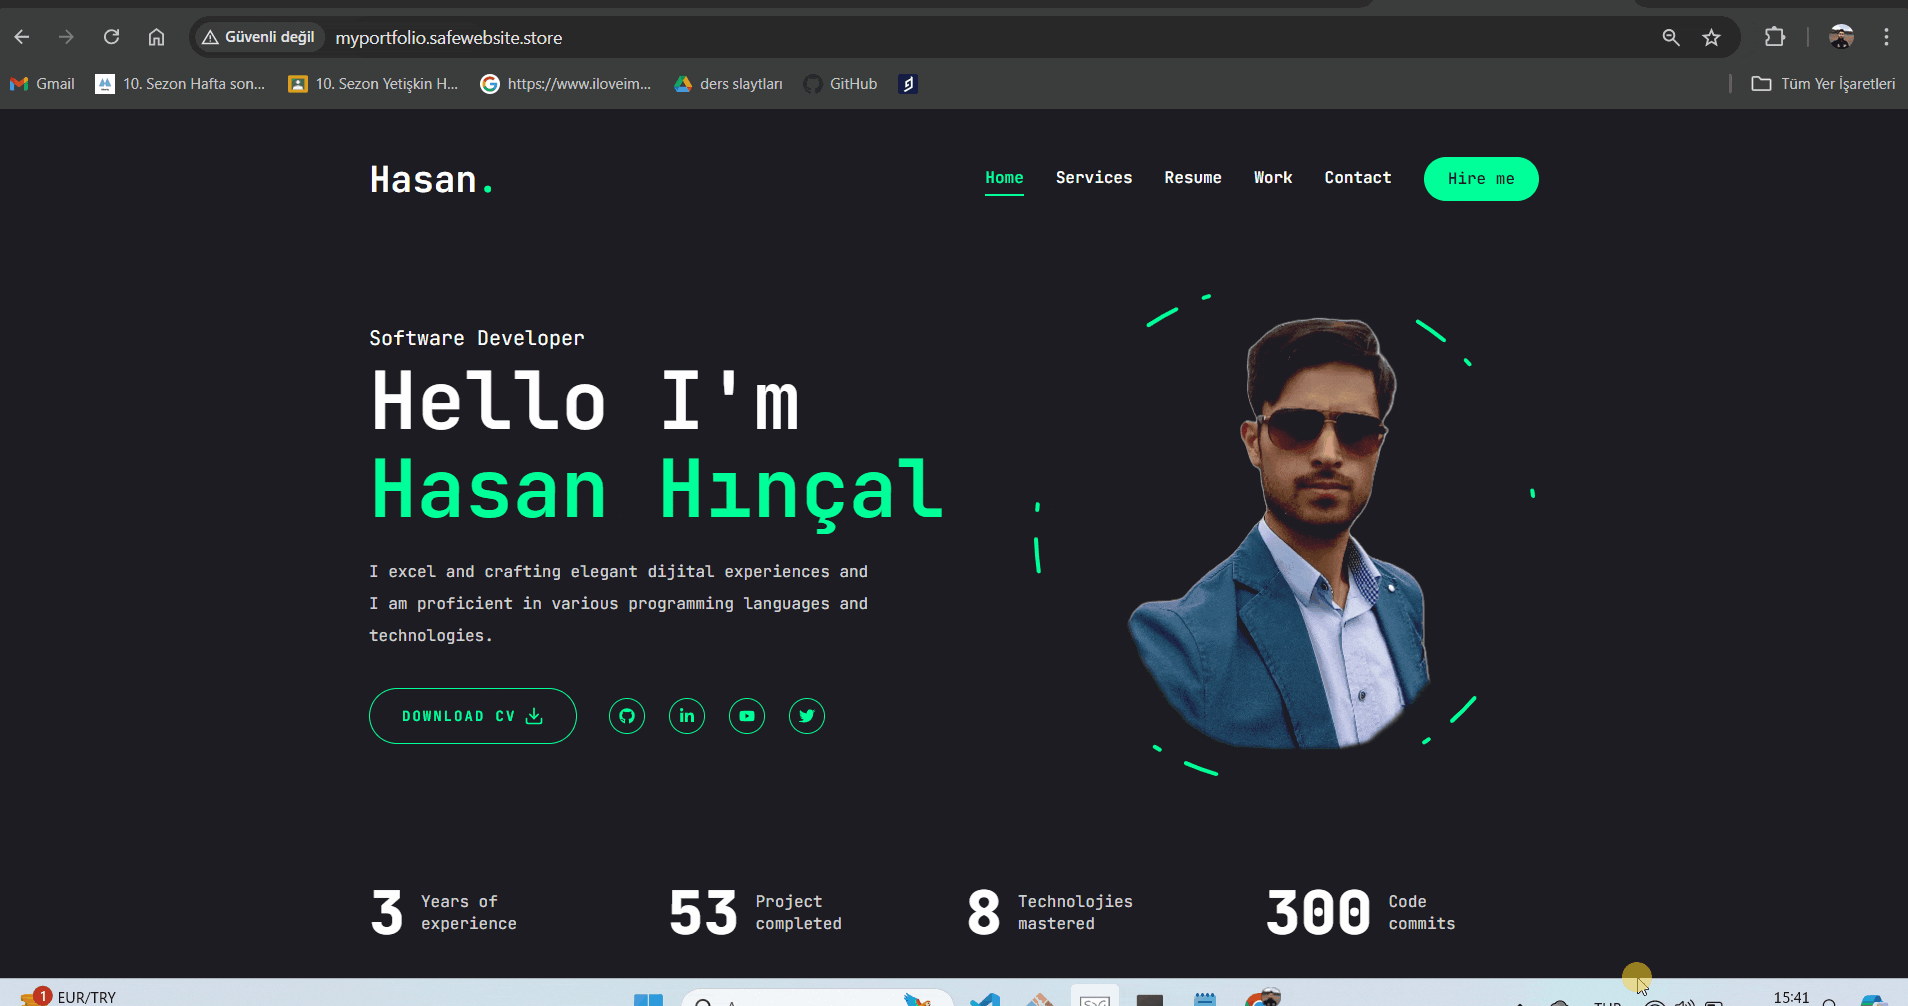 Güvenli değil
myportfolio.safewebsite.store
Gmail
10. Sezon Hafta son...
10. Sezon Yetişkin H...
https://www.iloveim...
ders slaytları
GitHub
Tüm Yer İşaretleri
Hasan.
Home
Services
Resume
Work
Contact
Hire me
Software Developer
Hello I'm
Hasan Hınçal
I excel and crafting elegant dijital experiences and
I am proficient in various programming languages and
technologies.
DOWNLOAD CV
in
3
Years of
experience
53
Project
completed
8
Technolojies
mastered
300
Code
commits
1
EUR/TRY
15:41